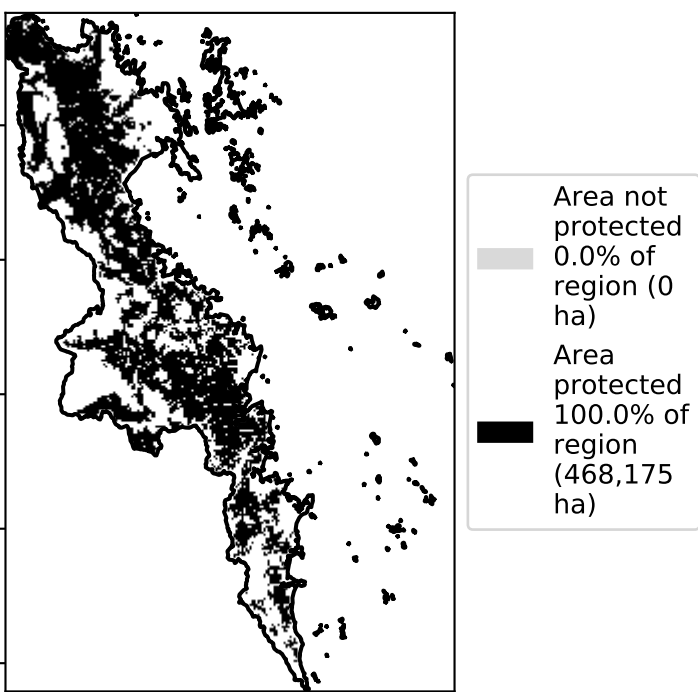 Area not
protected
0.0% of
region (0
ha)
Area
protected
100.0% of
region
(468,175
ha)